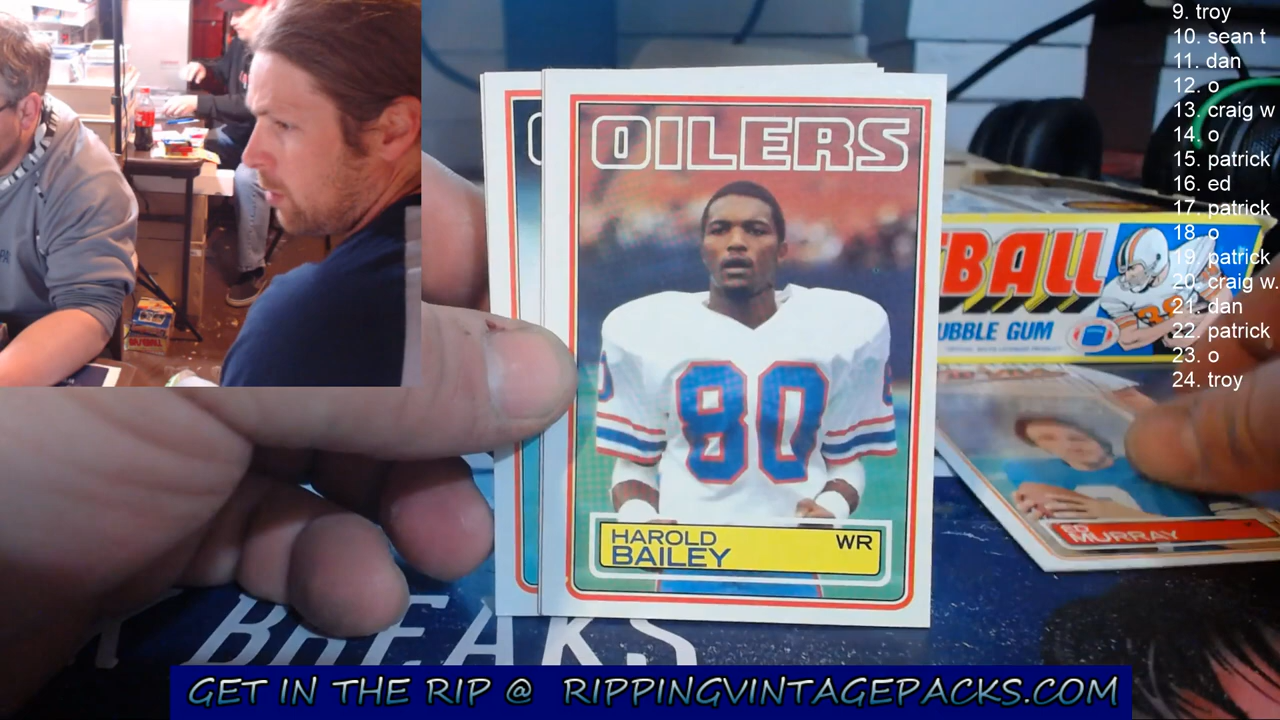 9. troy
10. sean t
11. dan
12. o
13. craig w
14. o
15. patrick
16. ed
17. patrick
18. o
19. patrick
20. craig w.
21. dan
22. patrick
23. o
24. troy
OILERS
80
HAROLD
BAILEY
WR
BALL
UBBLE GUM
ED
MURRAY
BREAKS
GET IN THE RIP @ RIPPINGVINTAGEPACKS.COM